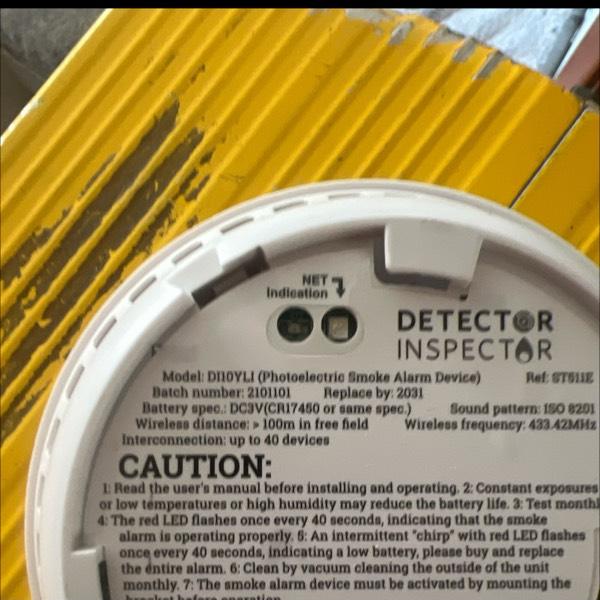 NET
Indication
DETECTOR
INSPECTOR
Model: DI10YLI (Photoelectric Smoke Alarm Device) Ref: ST511E
Batch number: 2101101 Replace by: 2031
Battery spec.: DC3V(CR17450 or same spec.) Sound pattern: ISO 8201
Wireless distance: > 100m in free field Wireless frequency: 433.42MHz
Interconnection: up to 40 devices
CAUTION:
1: Read the user's manual before installing and operating. 2: Constant exposures
or low temperatures or high humidity may reduce the battery life. 3: Test monthl
4: The red LED flashes once every 40 seconds, indicating that the smoke
alarm is operating properly. 5: An intermittent "chirp" with red LED flashes
once every 40 seconds, indicating a low battery, please buy and replace
the entire alarm. 6: Clean by vacuum cleaning the outside of the unit
monthly. 7: The smoke alarm device must be activated by mounting the
bracket before operation